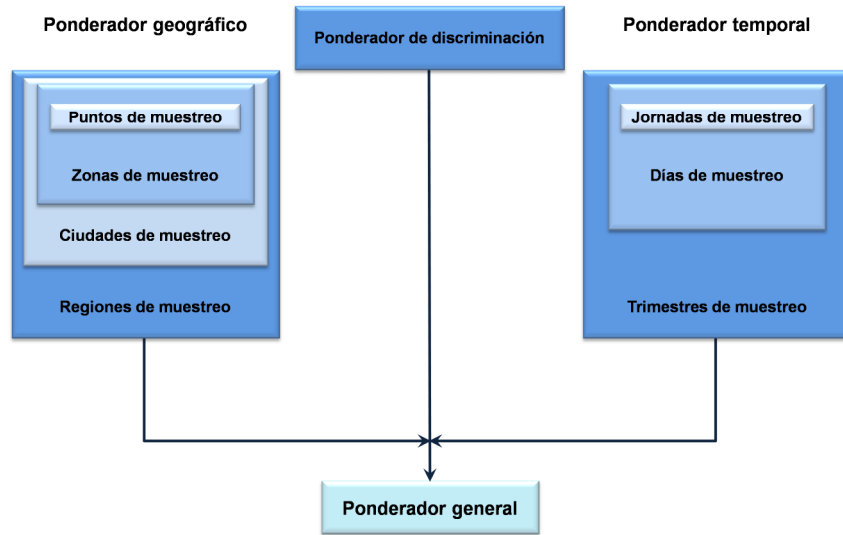 Ponderador geográfico
Puntos de muestreo
Zonas de muestreo
Ciudades de muestreo
Regiones de muestreo
Ponderador de discriminación
Ponderador temporal
Jornadas de muestreo
Días de muestreo
Trimestres de muestreo
Ponderador general